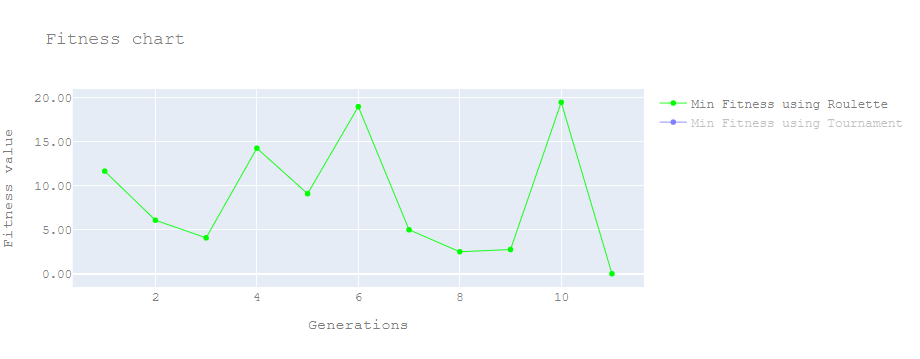 Fitness chart
Min Fitness using Roulette
Min Fitness using Tournament
Fitness value
20.00
15.00
10.00
5.00
0.00
2 4 6 8 10
Generations